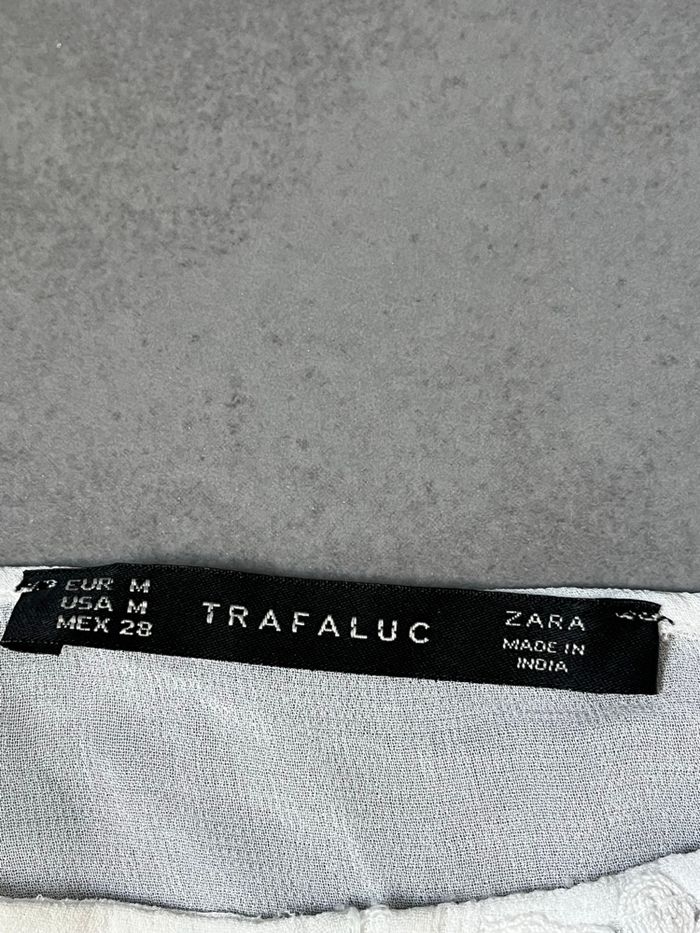 EUR M
USA M
MEX 28
TRAFALUC
ZARA
MADE IN
INDIA